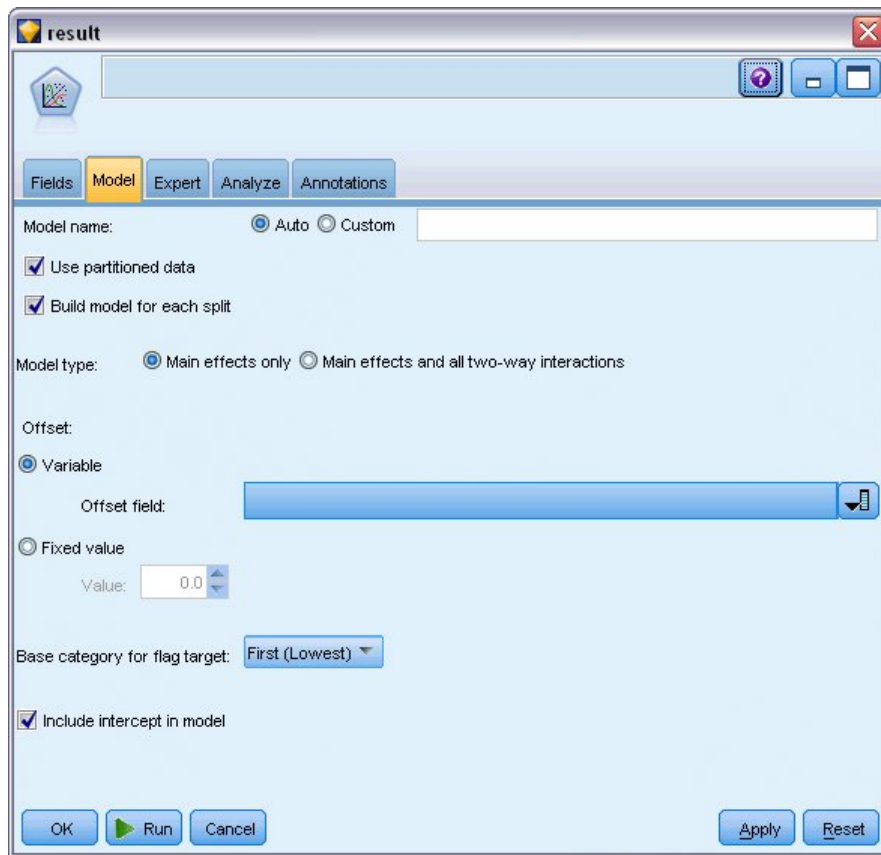 result
Fields Model Expert Analyze Annotations
Model name: Auto Custom
Use partitioned data
Build model for each split
Model type: Main effects only Main effects and all two-way interactions
Offset:
Variable
Offset field:
Fixed value
Value: 0.0
Base category for flag target: First (Lowest)
Include intercept in model
OK Run Cancel Apply Reset